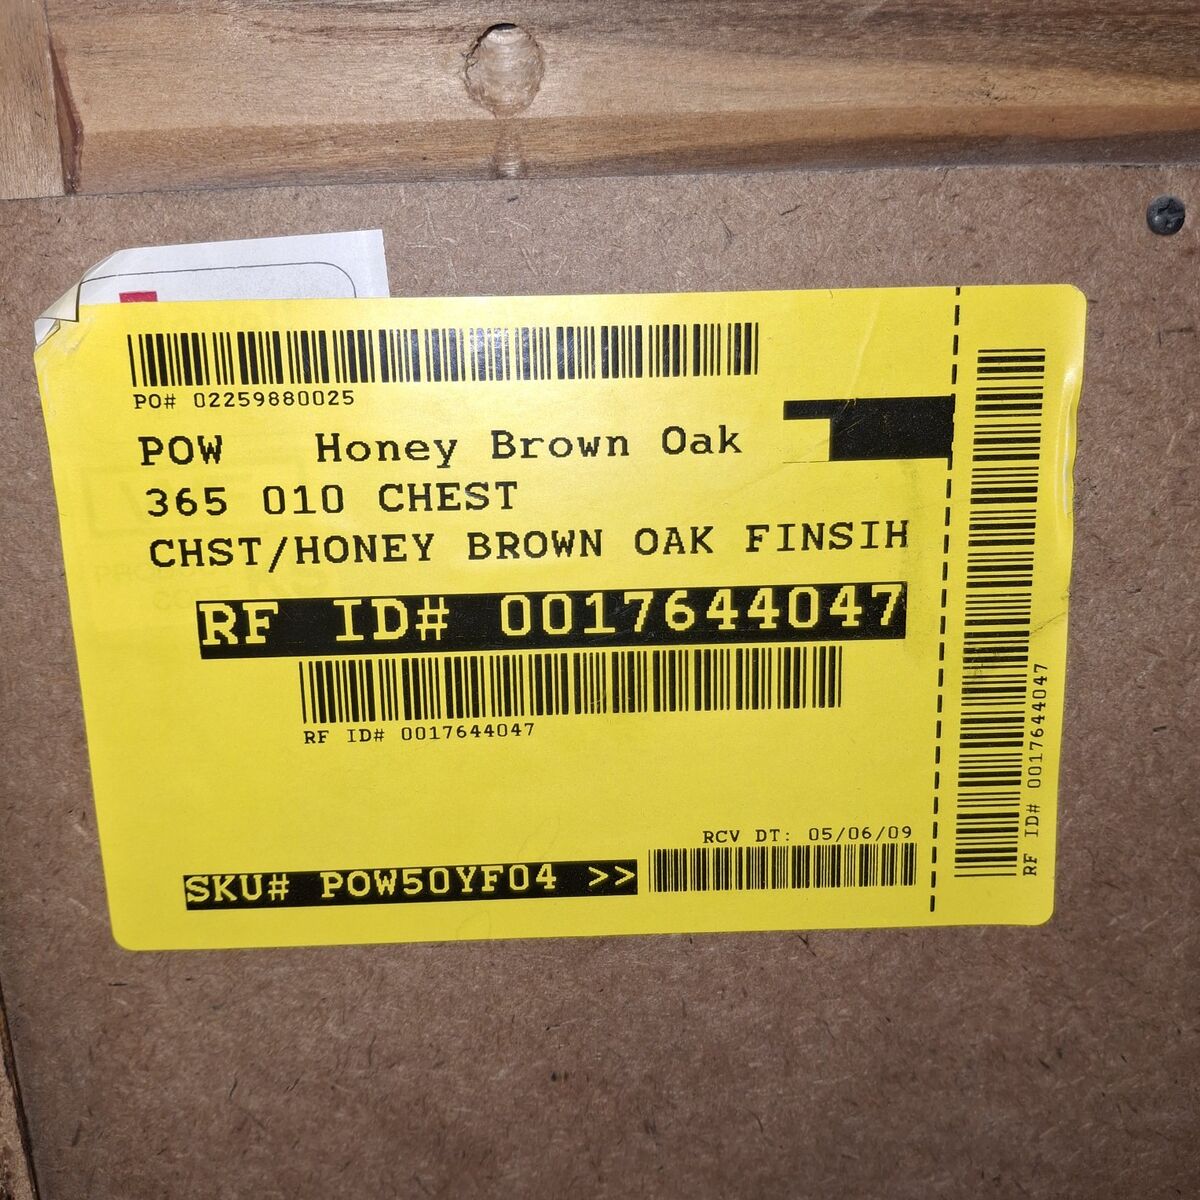 PO# 02259880025
POW Honey Brown Oak
365 010 CHEST
CHST/HONEY BROWN OAK FINSIH
RF ID# 0017644047
RF ID# 0017644047
RCV DT: 05/06/09
SKU# POW50YF04 >>
RF ID# 0017644047